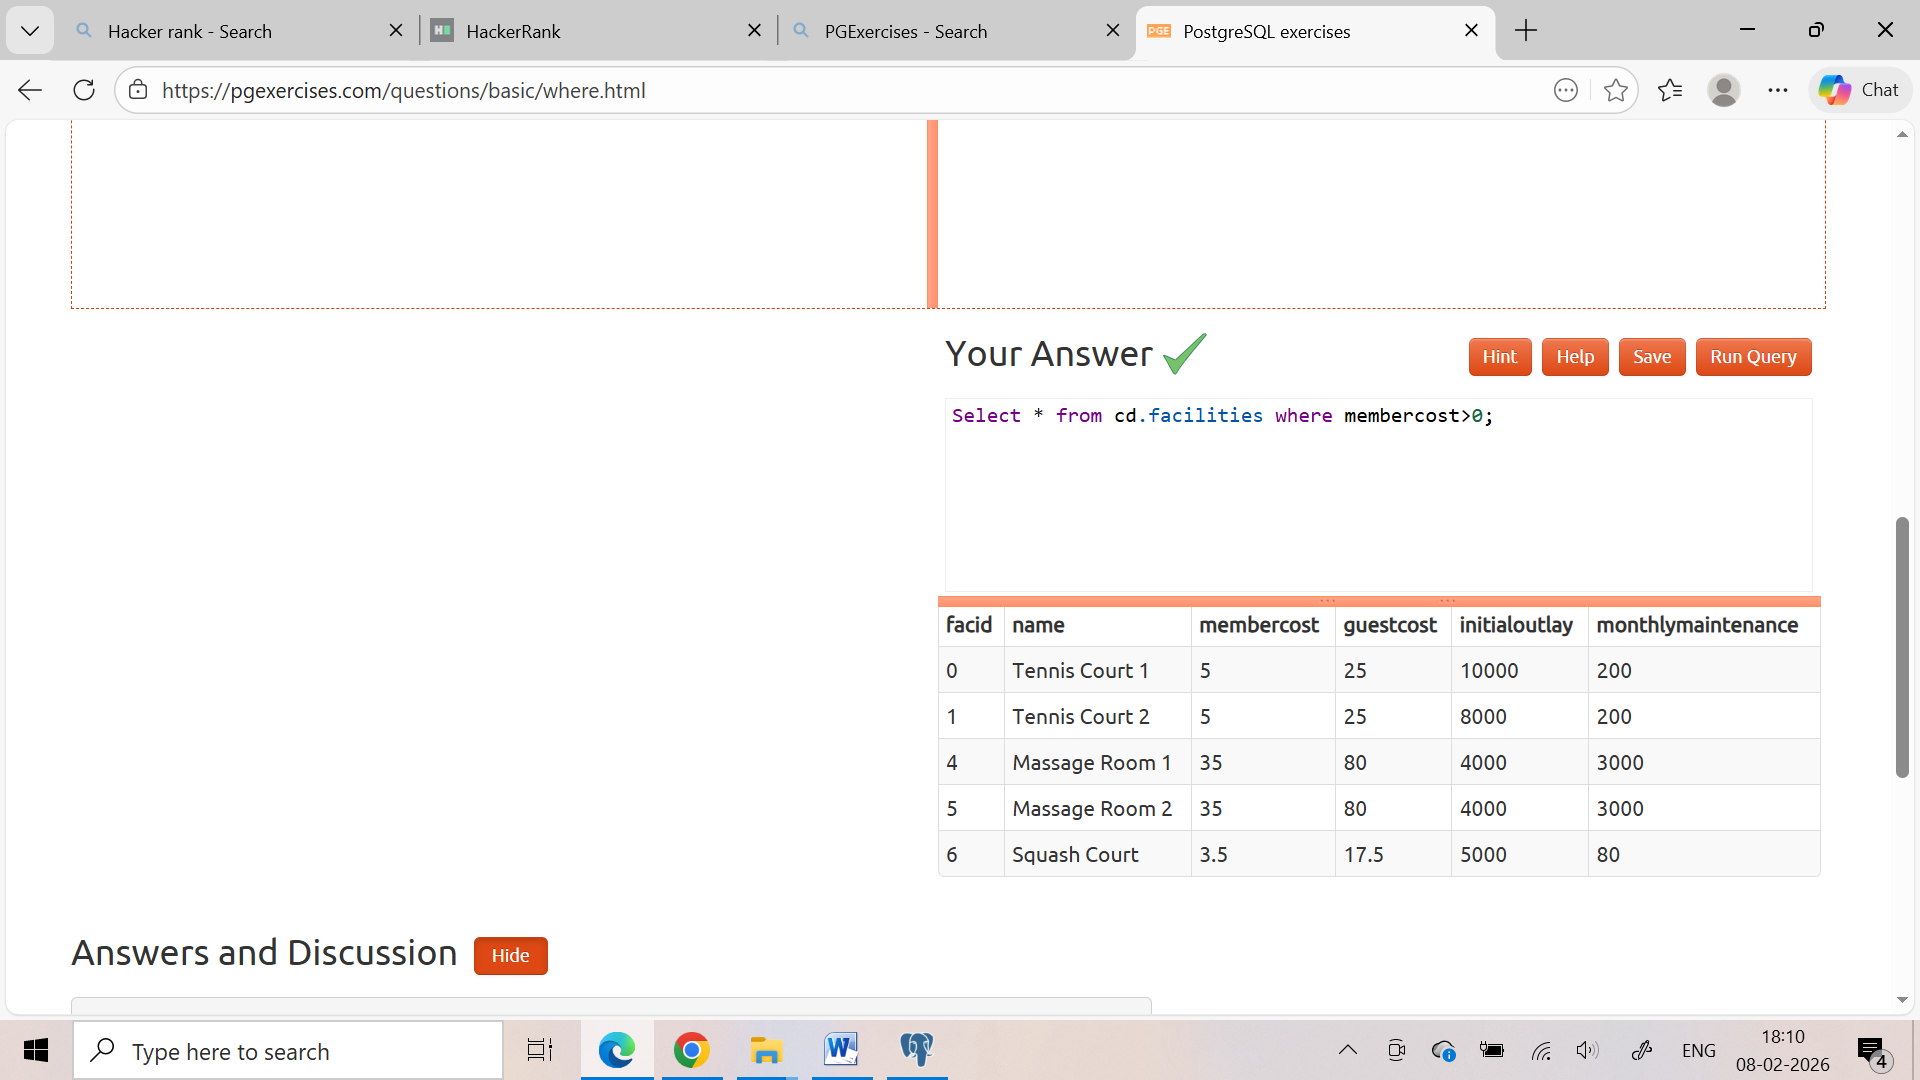 Hacker rank - Search
HackerRank
PGExercises - Search
PGE PostgreSQL exercises
https://pgexercises.com/questions/basic/where.html
Chat
Your Answer
Hint Help Save Run Query
Select * from cd.facilities where membercost>0;
facid name membercost guestcost initialoutlay monthlymaintenance
0 Tennis Court 1 5 25 10000 200
1 Tennis Court 2 5 25 8000 200
4 Massage Room 1 35 80 4000 3000
5 Massage Room 2 35 80 4000 3000
6 Squash Court 3.5 17.5 5000 80
Answers and Discussion Hide
Type here to search
ENG
18:10
08-02-2026
4